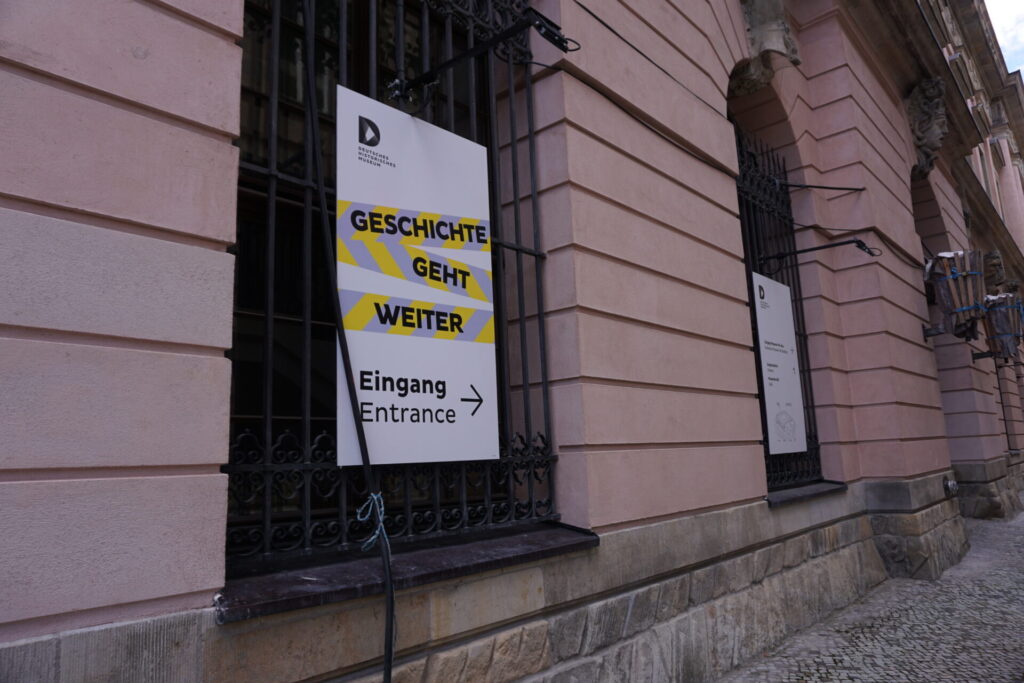 D
DEUTSCHES
HISTORISCHES
MUSEUM
GESCHICHTE
GEHT
WEITER
Eingang
Entrance
D